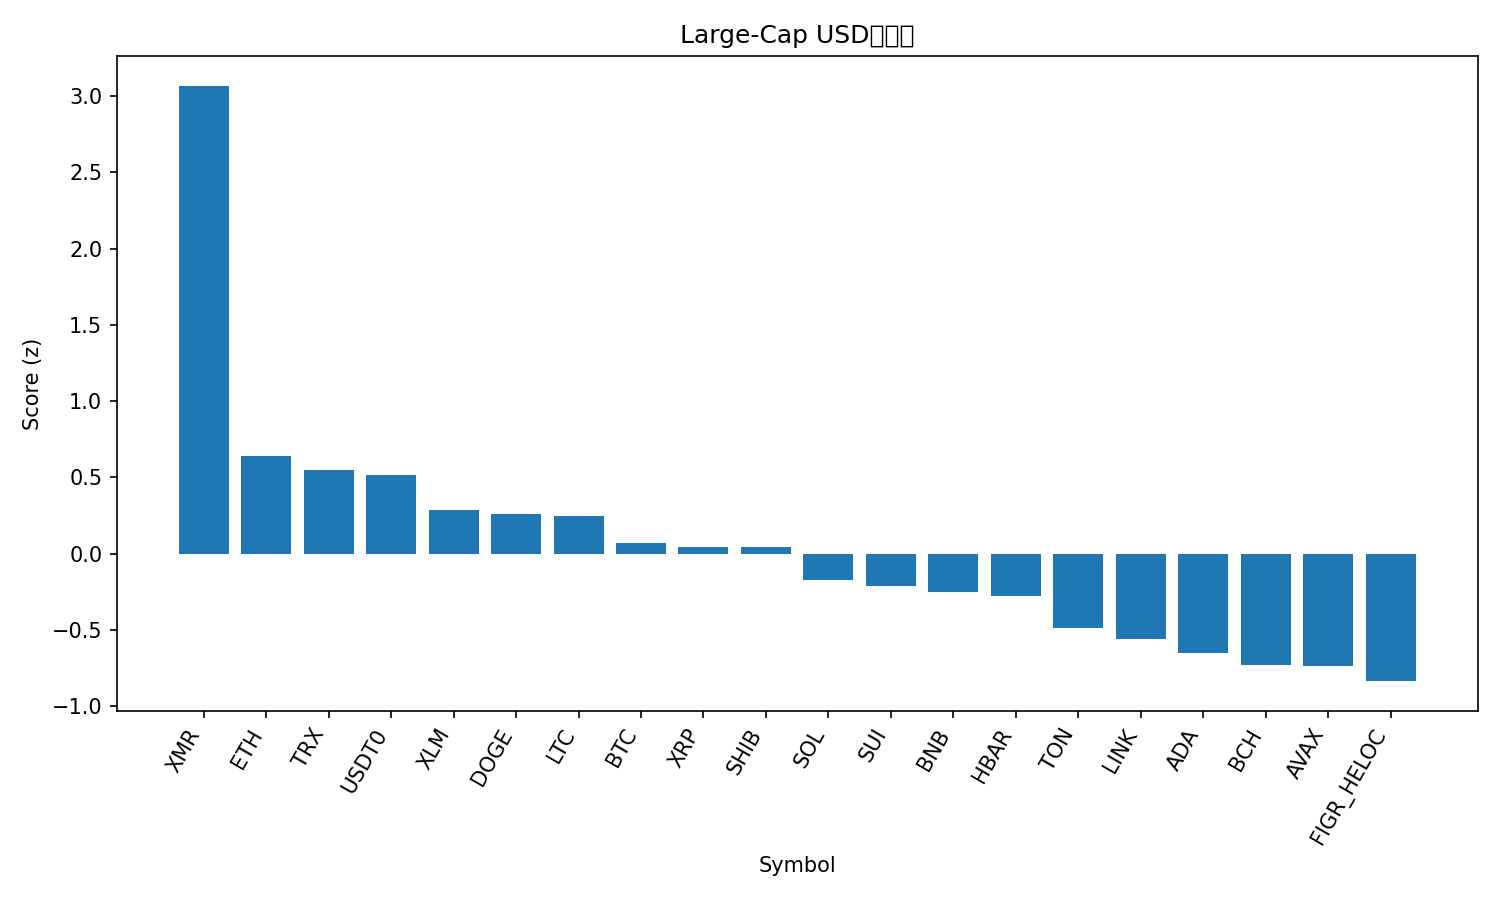 Large-Cap USD
Score (z)
3.0
2.5
2.0
1.5
1.0
0.5
0.0
−0.5
−1.0
XMR
ETH
TRX
USDT0
XLM
DOGE
LTC
BTC
XRP
SHIB
SOL
SUI
BNB
HBAR
TON
LINK
ADA
BCH
AVAX
FIGR_HELOC
Symbol